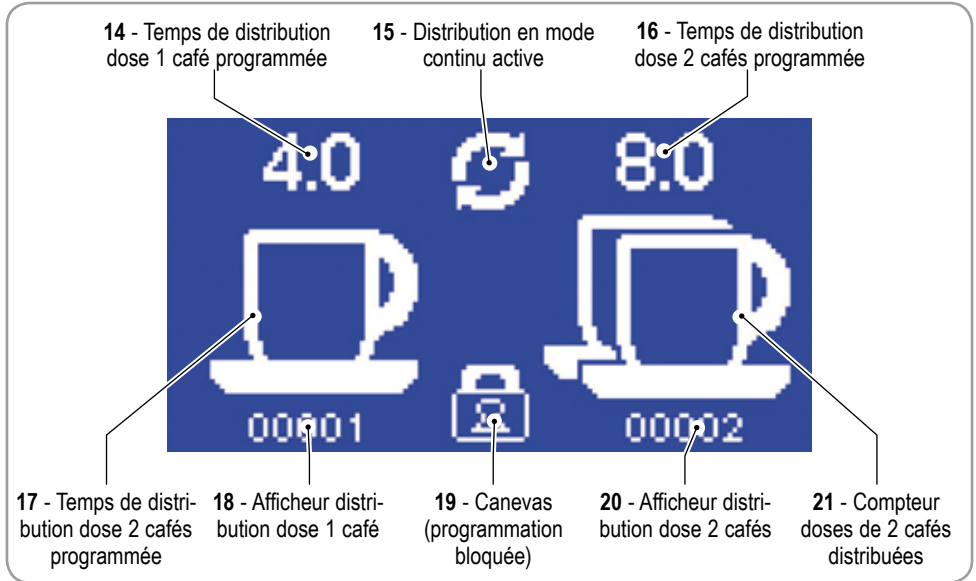 14 - Temps de distribution
dose 1 café programmée
15 - Distribution en mode
continu active
16 - Temps de distribution
dose 2 cafés programmée
4.0
8.0
00001
00002
17 - Temps de distri-
bution dose 2 cafés
programmée
18 - Afficheur distri-
bution dose 1 café
19 - Canevas
(programmation
bloquée)
20 - Afficheur distri-
bution dose 2 cafés
21 - Compteur
doses de 2 cafés
distribuées